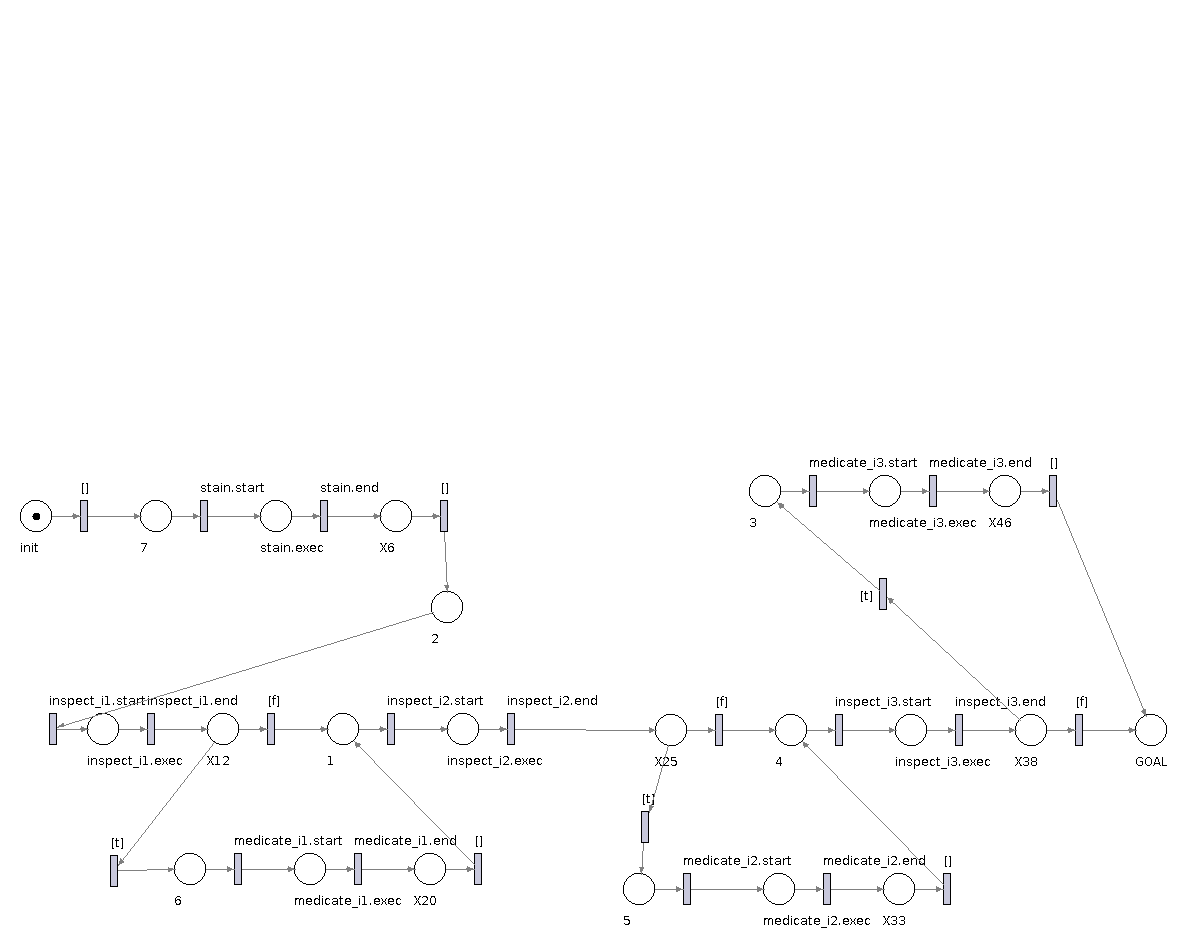 medicate_i3.start medicate_i3.end []
[] stain.start stain.end []
3 medicate_i3.exec X46
init 7 stain.exec X6
[t]
2
inspect_i1.start inspect_i1.end [f] inspect_i2.start inspect_i2.end [f] inspect_i3.start inspect_i3.end [f]
inspect_i1.exec X12 1 inspect_i2.exec X25 4 inspect_i3.exec X38 GOAL
[t]
[t] medicate_i1.start medicate_i1.end []
medicate_i2.start medicate_i2.end []
6 medicate_i1.exec X20
5 medicate_i2.exec X33